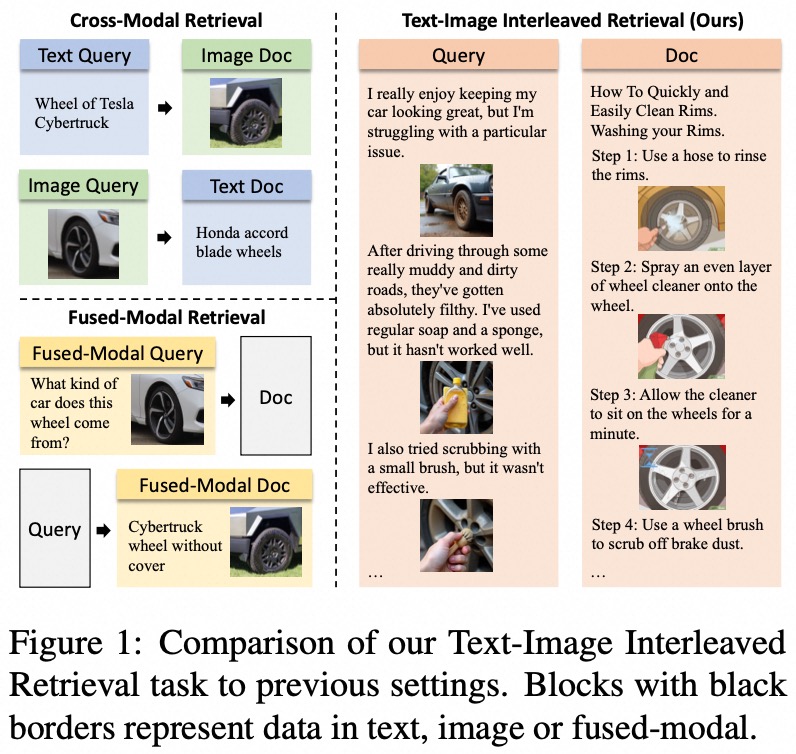 Cross-Modal Retrieval
Text Query
Image Doc
Wheel of Tesla
Cybertruck
Image Query
Text Doc
Honda accord
blade wheels
Fused-Modal Retrieval
Fused-Modal Query
What kind of
car does this
wheel come
from?
Doc
Query
Fused-Modal Doc
Cybertruck
wheel without
cover
Text-Image Interleaved Retrieval (Ours)
Query
I really enjoy keeping my
car looking great, but I'm
struggling with a particular
issue.
After driving through some
really muddy and dirty
roads, they've gotten
absolutely filthy. I've used
regular soap and a sponge,
but it hasn't worked well.
I also tried scrubbing with
a small brush, but it wasn't
effective.
...
Doc
How To Quickly and
Easily Clean Rims.
Washing your Rims.
Step 1: Use a hose to rinse
the rims.
Step 2: Spray an even layer
of wheel cleaner onto the
wheel.
Step 3: Allow the cleaner
to sit on the wheels for a
minute.
Step 4: Use a wheel brush
to scrub off brake dust.
...
Figure 1: Comparison of our Text-Image Interleaved
Retrieval task to previous settings. Blocks with black
borders represent data in text, image or fused-modal.